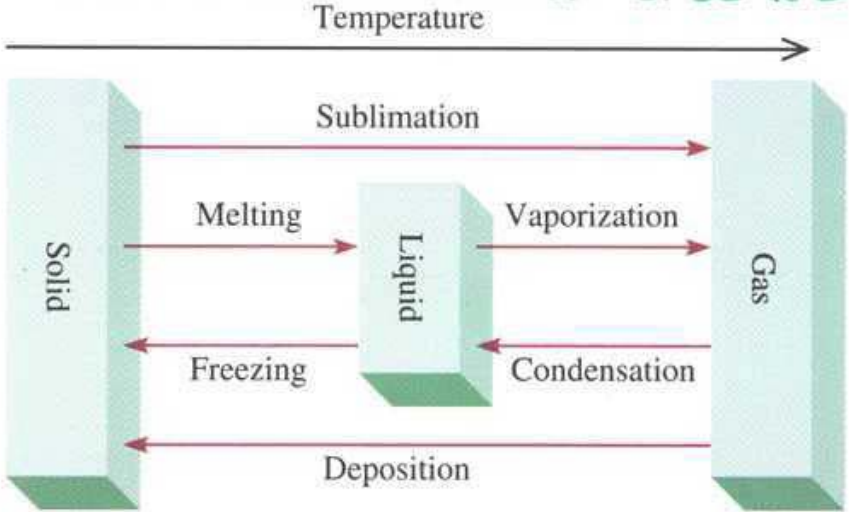 Temperature
Sublimation
Melting
Vaporization
Solid
Liquid
Gas
Freezing
Condensation
Deposition